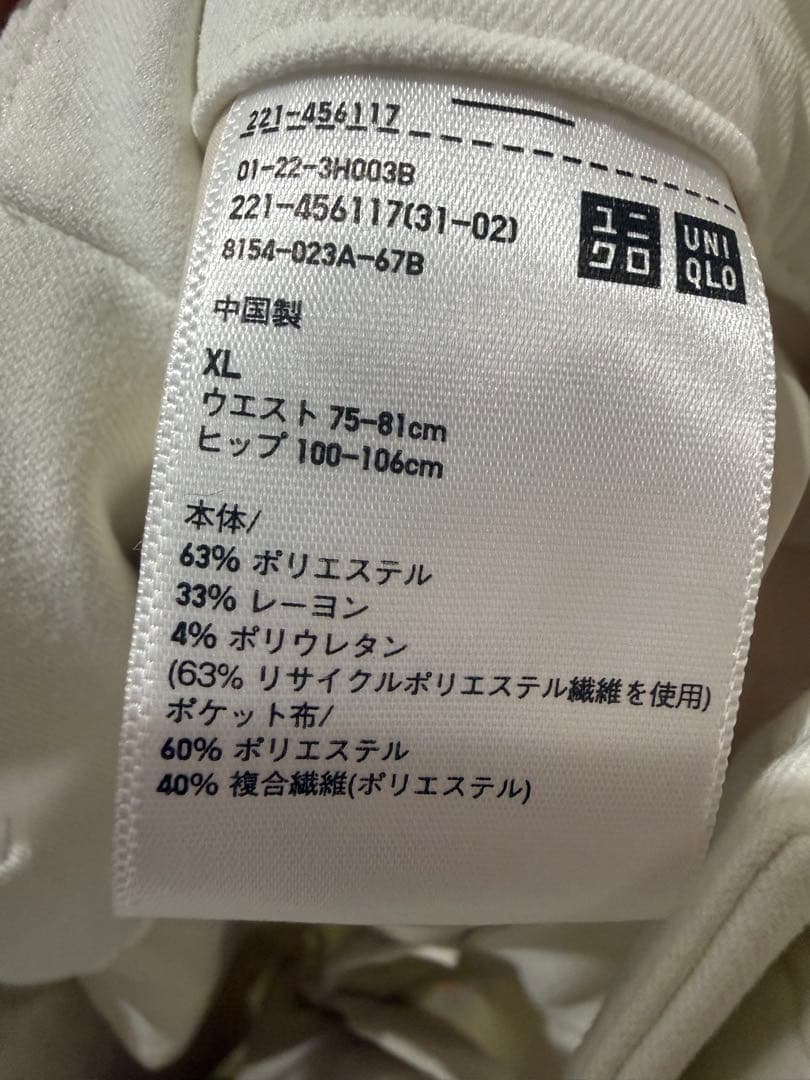 221-456117
01-22-3H003B
221-456117(31-02)
8154-023A-67B
ユニクロ
UNIQLO
中国製
XL
ウエスト 75-81cm
ヒップ 100-106cm
本体/
63% ポリエステル
33% レーヨン
4% ポリウレタン
(63% リサイクルポリエステル繊維を使用)
ポケット布/
60% ポリエステル
40% 複合繊維(ポリエステル)